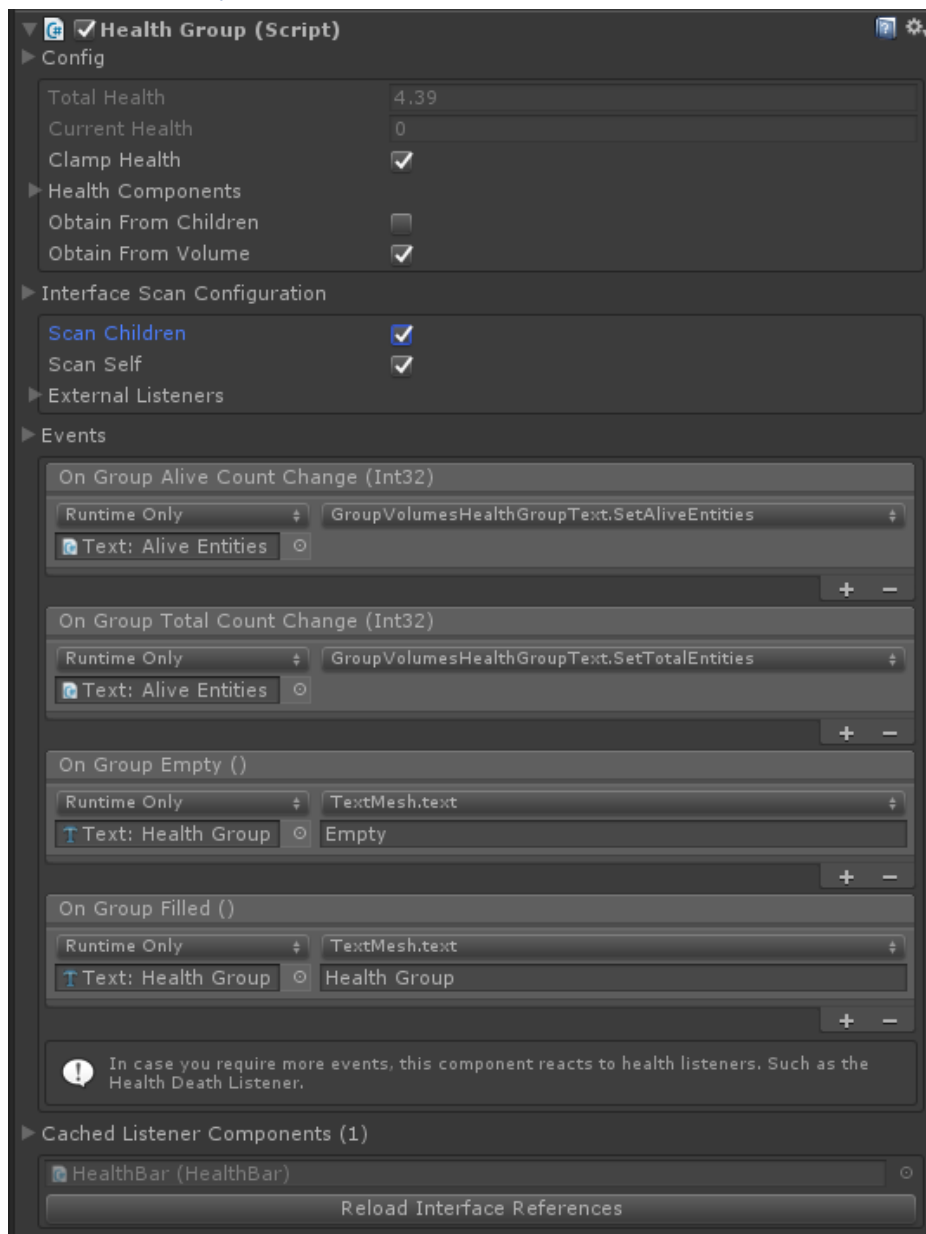 Health Group (Script)
Config
Total Health 4.39
Current Health 0
Clamp Health
Health Components
Obtain From Children
Obtain From Volume
Interface Scan Configuration
Scan Children
Scan Self
External Listeners
Events
On Group Alive Count Change (Int32)
Runtime Only GroupVolumesHealthGroupText.SetAliveEntities
Text: Alive Entities
On Group Total Count Change (Int32)
Runtime Only GroupVolumesHealthGroupText.SetTotalEntities
Text: Alive Entities
On Group Empty ()
Runtime Only TextMesh.text
Text: Health Group Empty
On Group Filled ()
Runtime Only TextMesh.text
Text: Health Group Health Group
In case you require more events, this component reacts to health listeners. Such as the
Health Death Listener.
Cached Listener Components (1)
HealthBar (HealthBar)
Reload Interface References